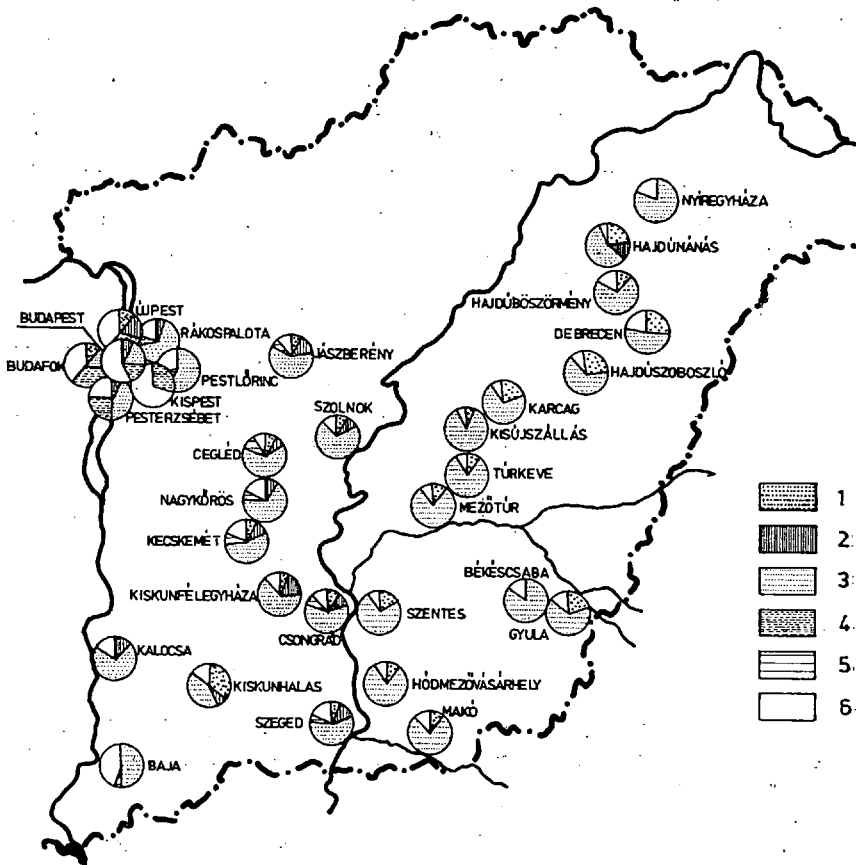 NYÍREGYHÁZA
HAJDÚNÁNÁS
HAJDÚBÖSZÖRMÉNY
DEBRECEN
HAJDÚSZOBOSZLÓ
ÚJPEST
BUDAPEST
RÁKOSPALOTA
BUDAFOK
PESTLŐRINC
KISPEST
PESTERZSÉBET
JÁSZBERÉNY
SZOLNOK
KARCAG
KISÚJSZÁLLÁS
CEGLÉD
TÚRKEVE
NAGYKŐRÖS
MEZŐTÚR
KECSKEMÉT
BÉKÉSCSABA
KISKUNFÉLEGYHÁZA
SZENTES
CSONGRÁD
GYULA
KALOCSA
KISKUNHALAS
HÓDMEZŐVÁSÁRHELY
SZEGED
MAKÓ
BAJA
1
2
3
4
5
6